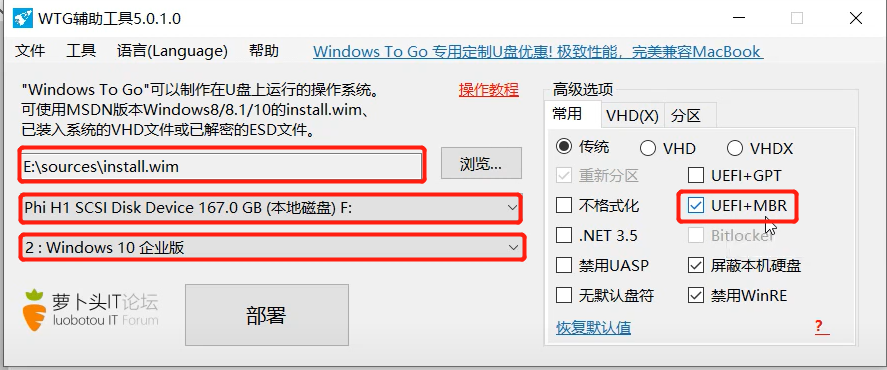 WTG辅助工具5.0.1.0
文件 工具 语言(Language) 帮助 Windows To Go 专用定制U盘优惠! 极致性能，完美兼容MacBook
"Windows To Go"可以制作在U盘上运行的操作系统。 操作教程
可使用MSDN版本Windows8/8.1/10的install.wim、
已装入系统的VHD文件或已解密的ESD文件。
E:\sources\install.wim 浏览...
Phi H1 SCSI Disk Device 167.0 GB (本地磁盘) F:
2 : Windows 10 企业版
萝卜头IT论坛
luobotou IT Forum
部署
高级选项
常用 VHD(X) 分区
传统 VHD VHDX
重新分区 UEFI+GPT
不格式化 UEFI+MBR
.NET 3.5 Bitlocker
禁用UASP 屏蔽本机硬盘
无默认盘符 禁用WinRE
恢复默认值 ?